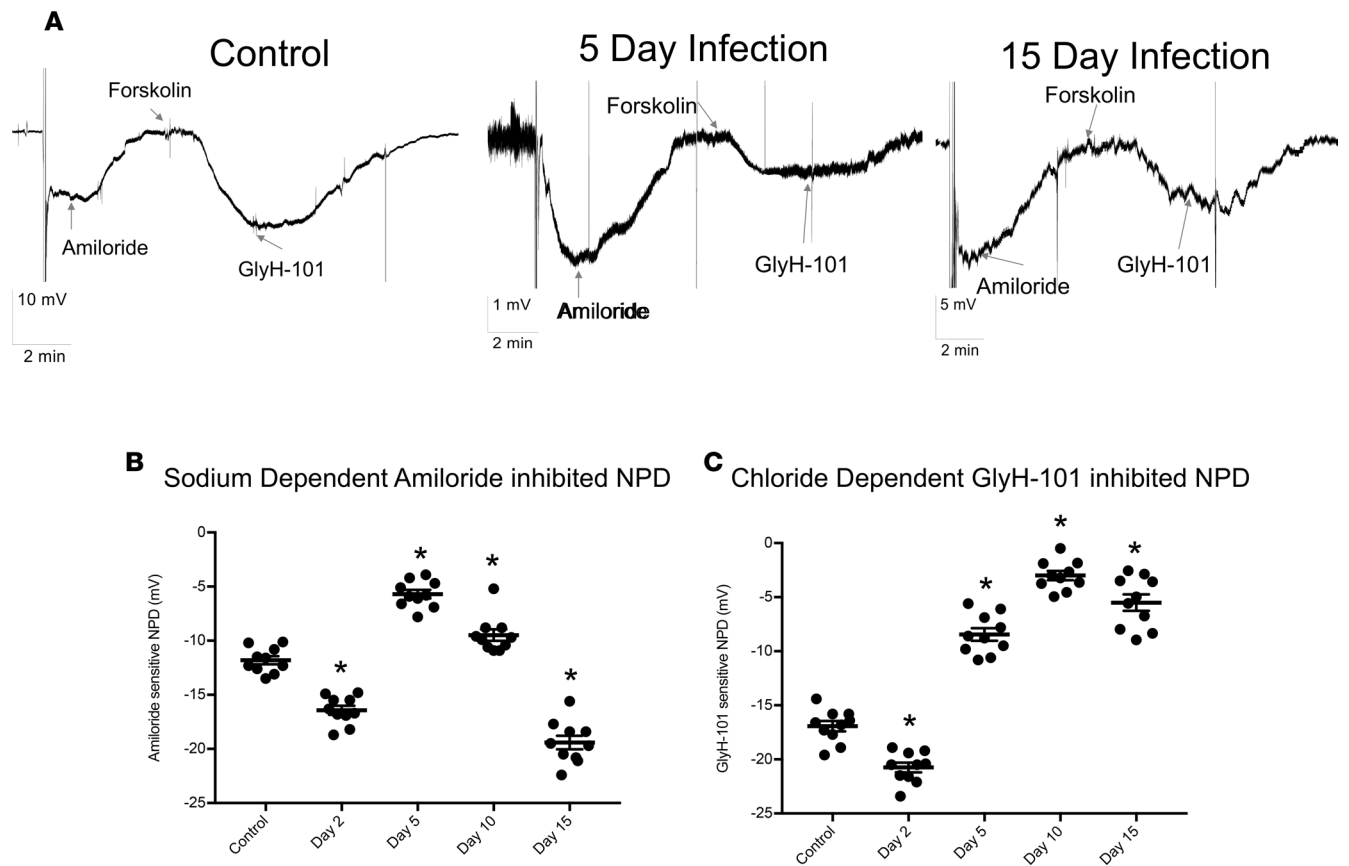 A
Control
5 Day Infection
15 Day Infection
Forskolin
Amiloride
GlyH-101
10 mV
2 min
Forskolin
GlyH-101
Amiloride
1 mV
2 min
Forskolin
GlyH-101
Amiloride
5 mV
2 min
B
Sodium Dependent Amiloride inhibited NPD
Amiloride sensitive NPD (mV)
0
-5
-10
-15
-20
-25
*
*
*
*
Control
Day 2
Day 5
Day 10
Day 15
C
Chloride Dependent GlyH-101 inhibited NPD
GlyH-101 sensitive NPD (mV)
0
-5
-10
-15
-20
-25
*
*
*
*
Control
Day 2
Day 5
Day 10
Day 15